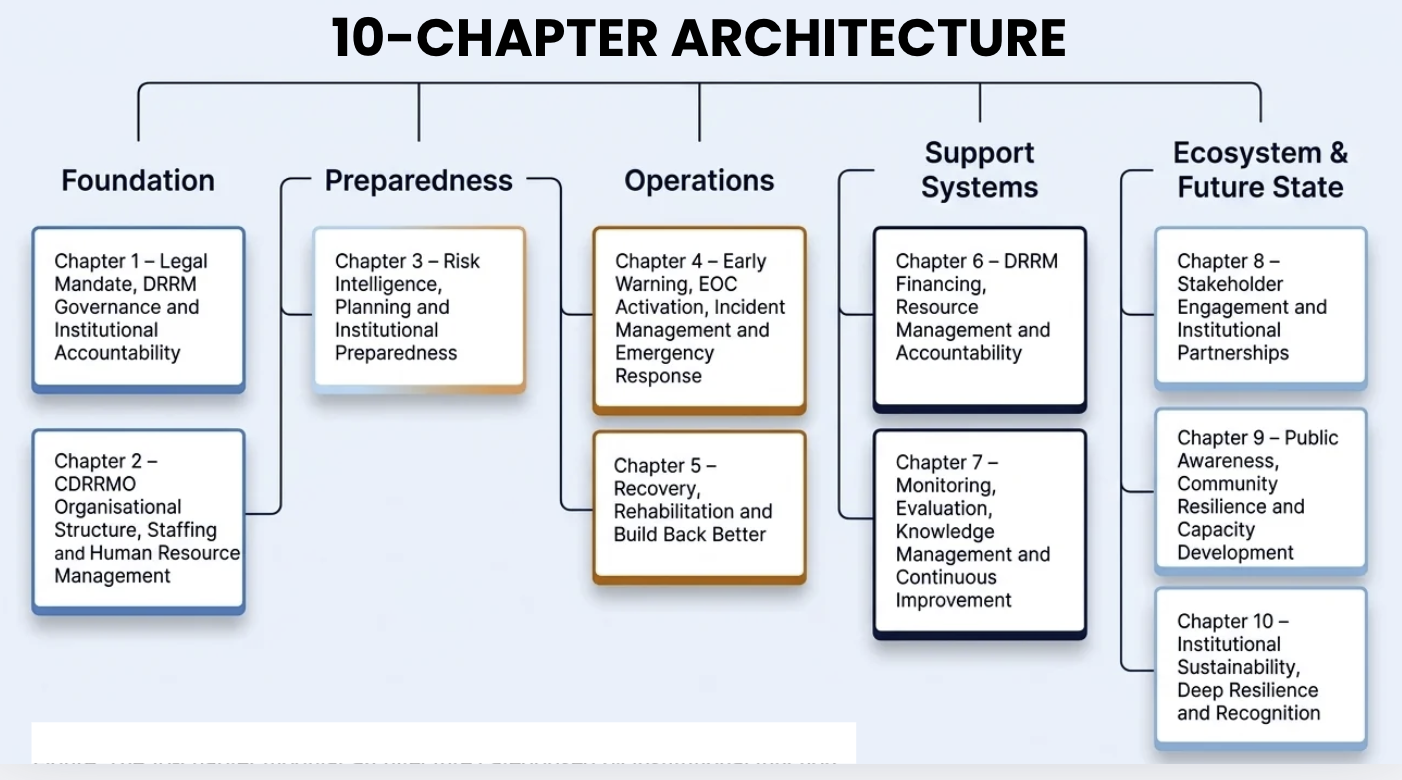 10-CHAPTER ARCHITECTURE
Foundation
Chapter 1 – Legal
Mandate, DRRM
Governance and
Institutional
Accountability
Chapter 2 –
CDRRMO
Organisational
Structure, Staffing
and Human Resource
Management
Preparedness
Chapter 3 – Risk
Intelligence,
Planning and
Institutional
Preparedness
Operations
Chapter 4 – Early
Warning, EOC
Activation, Incident
Management and
Emergency
Response
Chapter 5 –
Recovery,
Rehabilitation and
Build Back Better
Support
Systems
Chapter 6 – DRRM
Financing,
Resource
Management and
Accountability
Chapter 7 –
Monitoring,
Evaluation,
Knowledge
Management and
Continuous
Improvement
Ecosystem &
Future State
Chapter 8 –
Stakeholder
Engagement and
Institutional
Partnerships
Chapter 9 – Public
Awareness,
Community
Resilience and
Capacity
Development
Chapter 10 –
Institutional
Sustainability,
Deep Resilience
and Recognition